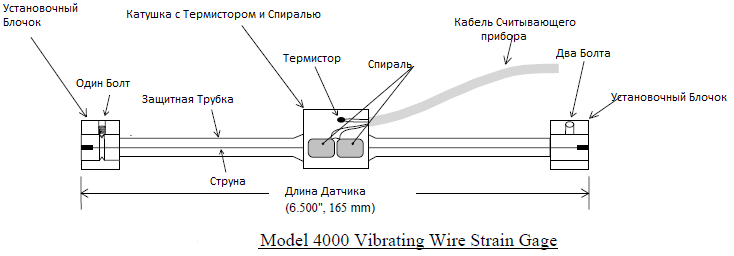 Установочный
Блочок
Катушка с Термистором и Спиралью
Кабель Считывающего
прибора
Термистор
Спираль
Два Болта
Один Болт
Защитная Трубка
Установочный Блочок
Струна
Длина Датчика
(6.500", 165 mm)
Model 4000 Vibrating Wire Strain Gage